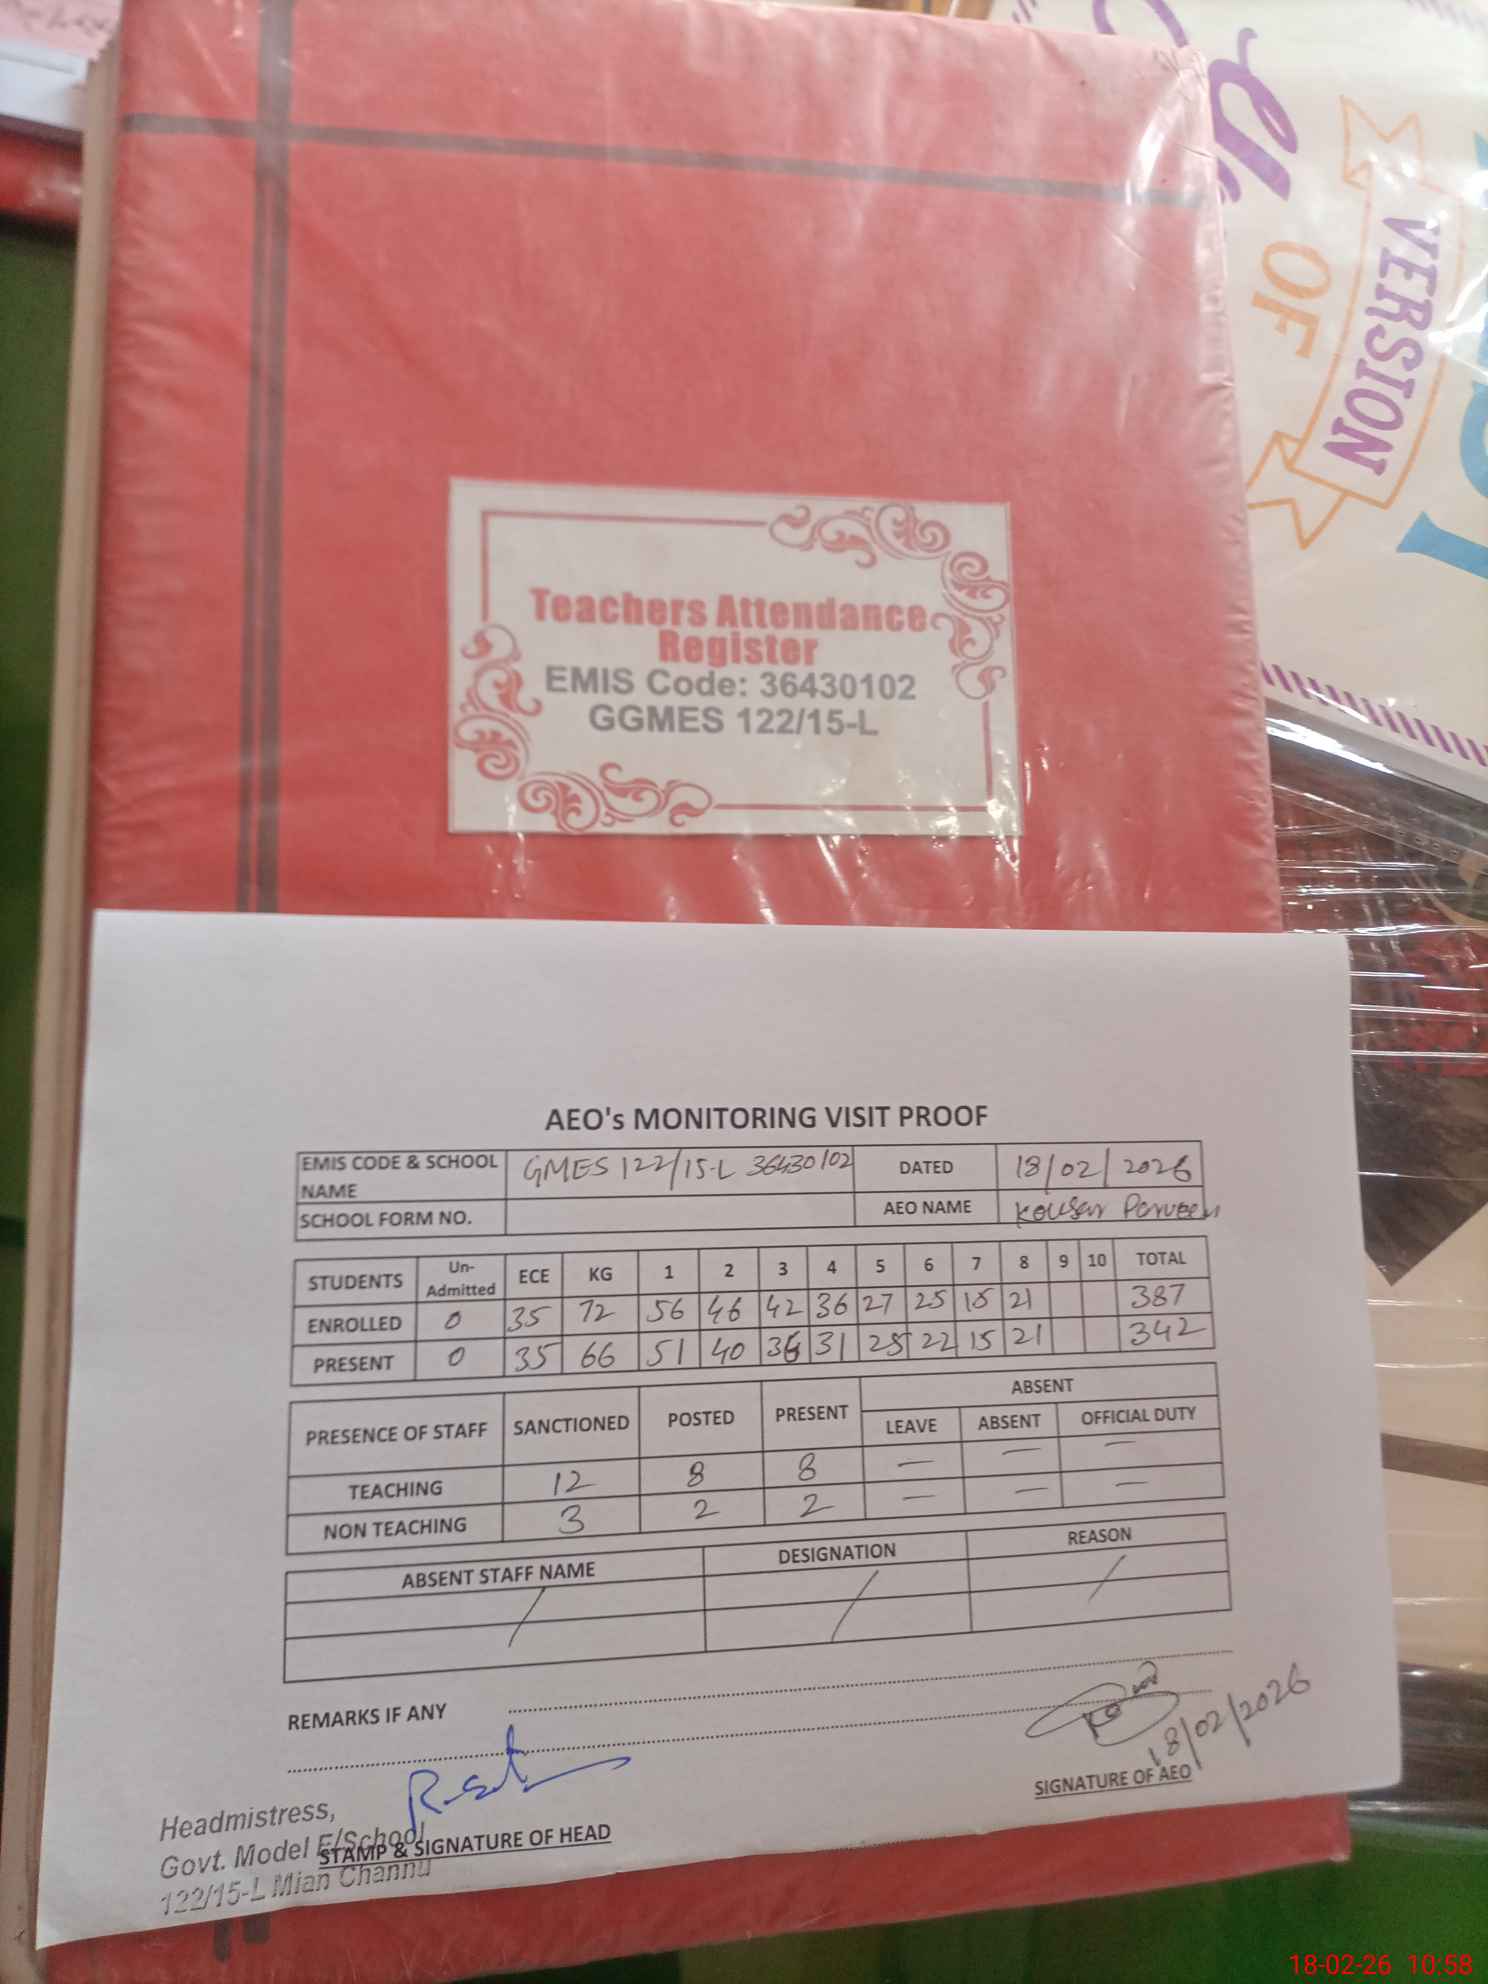 VERSION
OF
Teachers Attendance
Register
EMIS Code: 36430102
GGMES 122/15-L
AEO's MONITORING VISIT PROOF
EMIS CODE & SCHOOL NAME GMES 122/15-L 36430102 DATED 18/02/2026
SCHOOL FORM NO. AEO NAME Kousar Parveen
STUDENTS Un-Admitted ECE KG 1 2 3 4 5 6 7 8 9 10 TOTAL
ENROLLED 0 35 72 56 46 42 36 27 25 15 21 387
PRESENT 0 35 66 51 40 36 31 25 22 15 21 342
PRESENCE OF STAFF SANCTIONED POSTED PRESENT ABSENT
LEAVE ABSENT OFFICIAL DUTY
TEACHING 12 8 8 — — —
NON TEACHING 3 2 2 — — —
ABSENT STAFF NAME DESIGNATION REASON
/ / /
REMARKS IF ANY
18/02/2026
SIGNATURE OF AEO
Headmistress,
Govt. Model E/School
STAMP & SIGNATURE OF HEAD
122/15-L Mian Channu
18-02-26 10:58